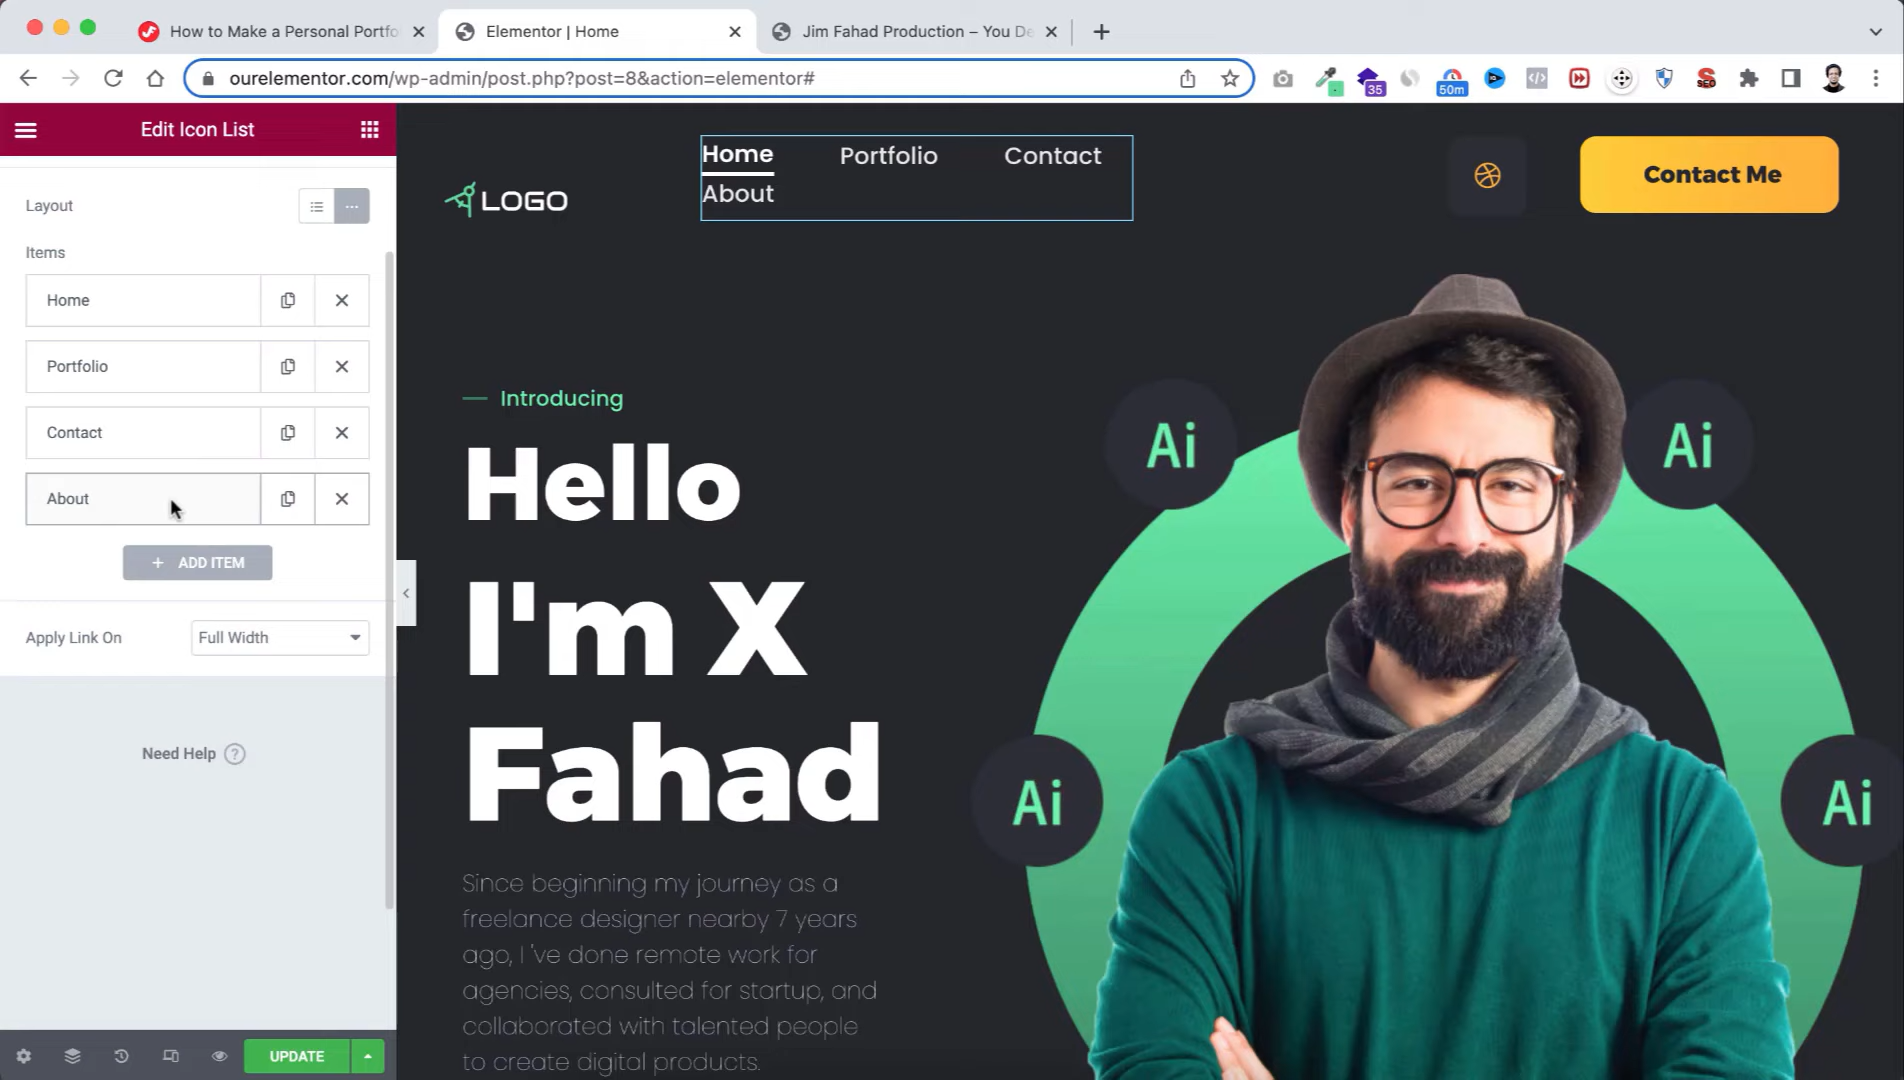 How to Make a Personal Portfo
Elementor | Home
Jim Fahad Production – You De
ourelementor.com/wp-admin/post.php?post=8&action=elementor#
35
50m
SEO
Edit Icon List
Layout
Items
Home
Portfolio
Contact
About
+ ADD ITEM
Apply Link On
Full Width
Need Help ?
UPDATE
LOGO
Home
Portfolio
Contact
About
Contact Me
Introducing
Hello
I'm X
Fahad
Since beginning my journey as a
freelance designer nearby 7 years
ago, I 've done remote work for
agencies, consulted for startup, and
collaborated with talented people
to create digital products.
Ai
Ai
Ai
Ai